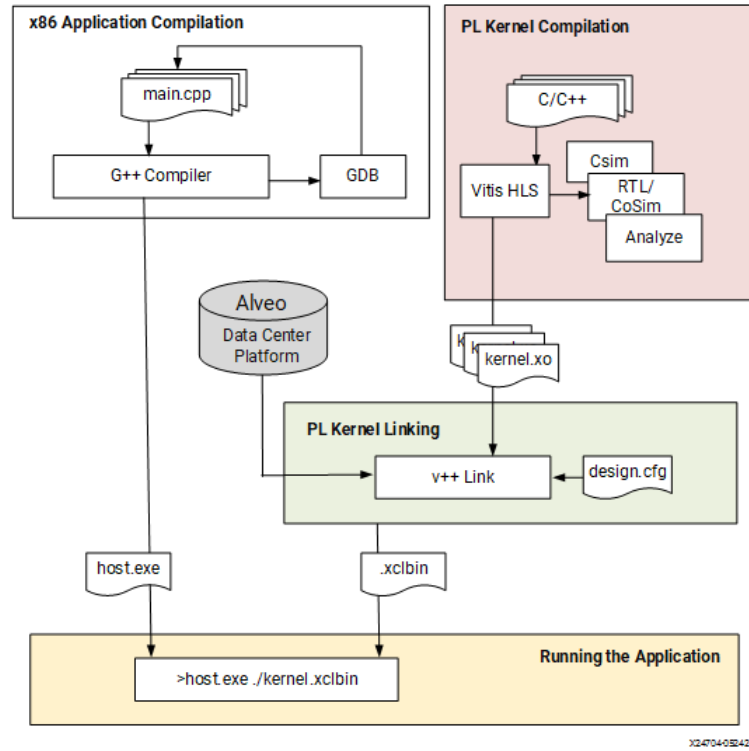 x86 Application Compilation
main.cpp
G++ Compiler
GDB
PL Kernel Compilation
C/C++
Vitis HLS
Csim
RTL/
CoSim
Analyze
Alveo
Data Center
Platform
kernel.xo
PL Kernel Linking
v++ Link
design.cfg
host.exe
.xclbin
Running the Application
>host.exe ./kernel.xclbin